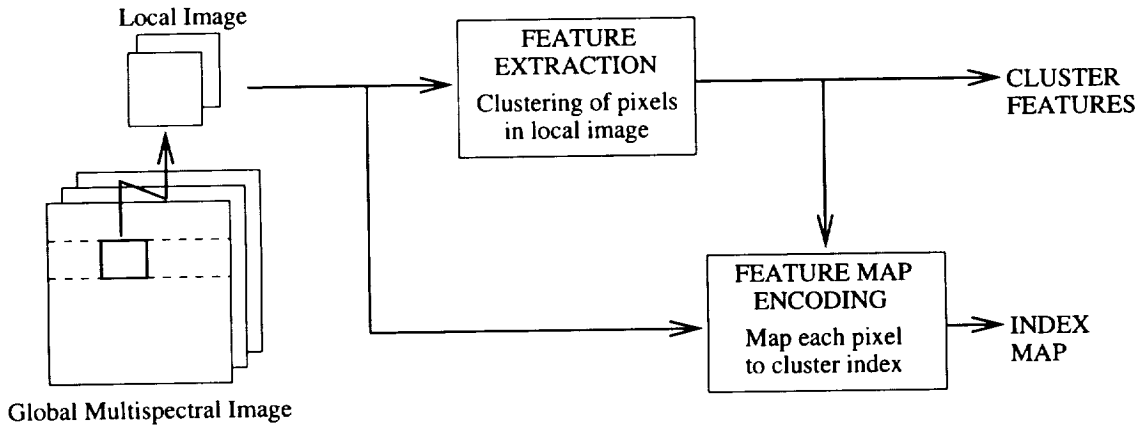 Local Image
FEATURE
EXTRACTION
Clustering of pixels
in local image
CLUSTER
FEATURES
FEATURE MAP
ENCODING
Map each pixel
to cluster index
INDEX
MAP
Global Multispectral Image